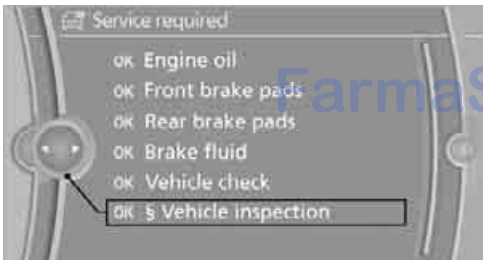 Service required
OK Engine oil
OK Front brake pads
OK Rear brake pads
OK Brake fluid
OK Vehicle check
OK § Vehicle inspection
FarmaS